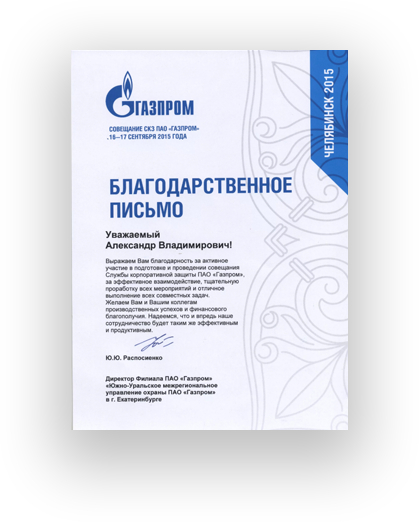 ГАЗПРОМ
СОВЕЩАНИЕ СКЗ ПАО «ГАЗПРОМ»
16–17 СЕНТЯБРЯ 2015 ГОДА
ЧЕЛЯБИНСК 2015
БЛАГОДАРСТВЕННОЕ
ПИСЬМО
Уважаемый
Александр Владимирович!
Выражаем Вам благодарность за активное
участие в подготовке и проведении совещания
Службы корпоративной защиты ПАО «Газпром»,
за эффективное взаимодействие, тщательную
проработку всех мероприятий и отличное
выполнение всех совместных задач.
Желаем Вам и Вашим коллегам
производственных успехов и финансового
благополучия. Надеемся, что и впредь наше
сотрудничество будет таким же эффективным
и продуктивным.
Ю.Ю. Распосиенко
Директор Филиала ПАО «Газпром»
«Южно-Уральское межрегиональное
управление охраны ПАО «Газпром»
в г. Екатеринбурге